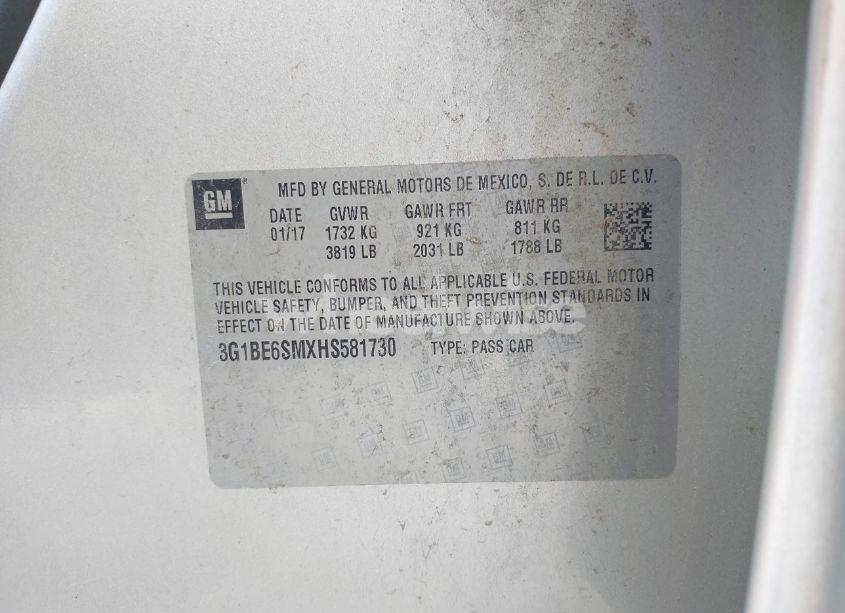 GM
MFD BY GENERAL MOTORS DE MEXICO, S. DE R.L. DE C.V.
DATE GVWR GAWR FRT GAWR RR
01/17 1732 KG 921 KG 811 KG
3819 LB 2031 LB 1788 LB
THIS VEHICLE CONFORMS TO ALL APPLICABLE U.S. FEDERAL MOTOR
VEHICLE SAFETY, BUMPER, AND THEFT PREVENTION STANDARDS IN
EFFECT ON THE DATE OF MANUFACTURE SHOWN ABOVE.
3G1BE6SMXHS581730 TYPE: PASS CAR